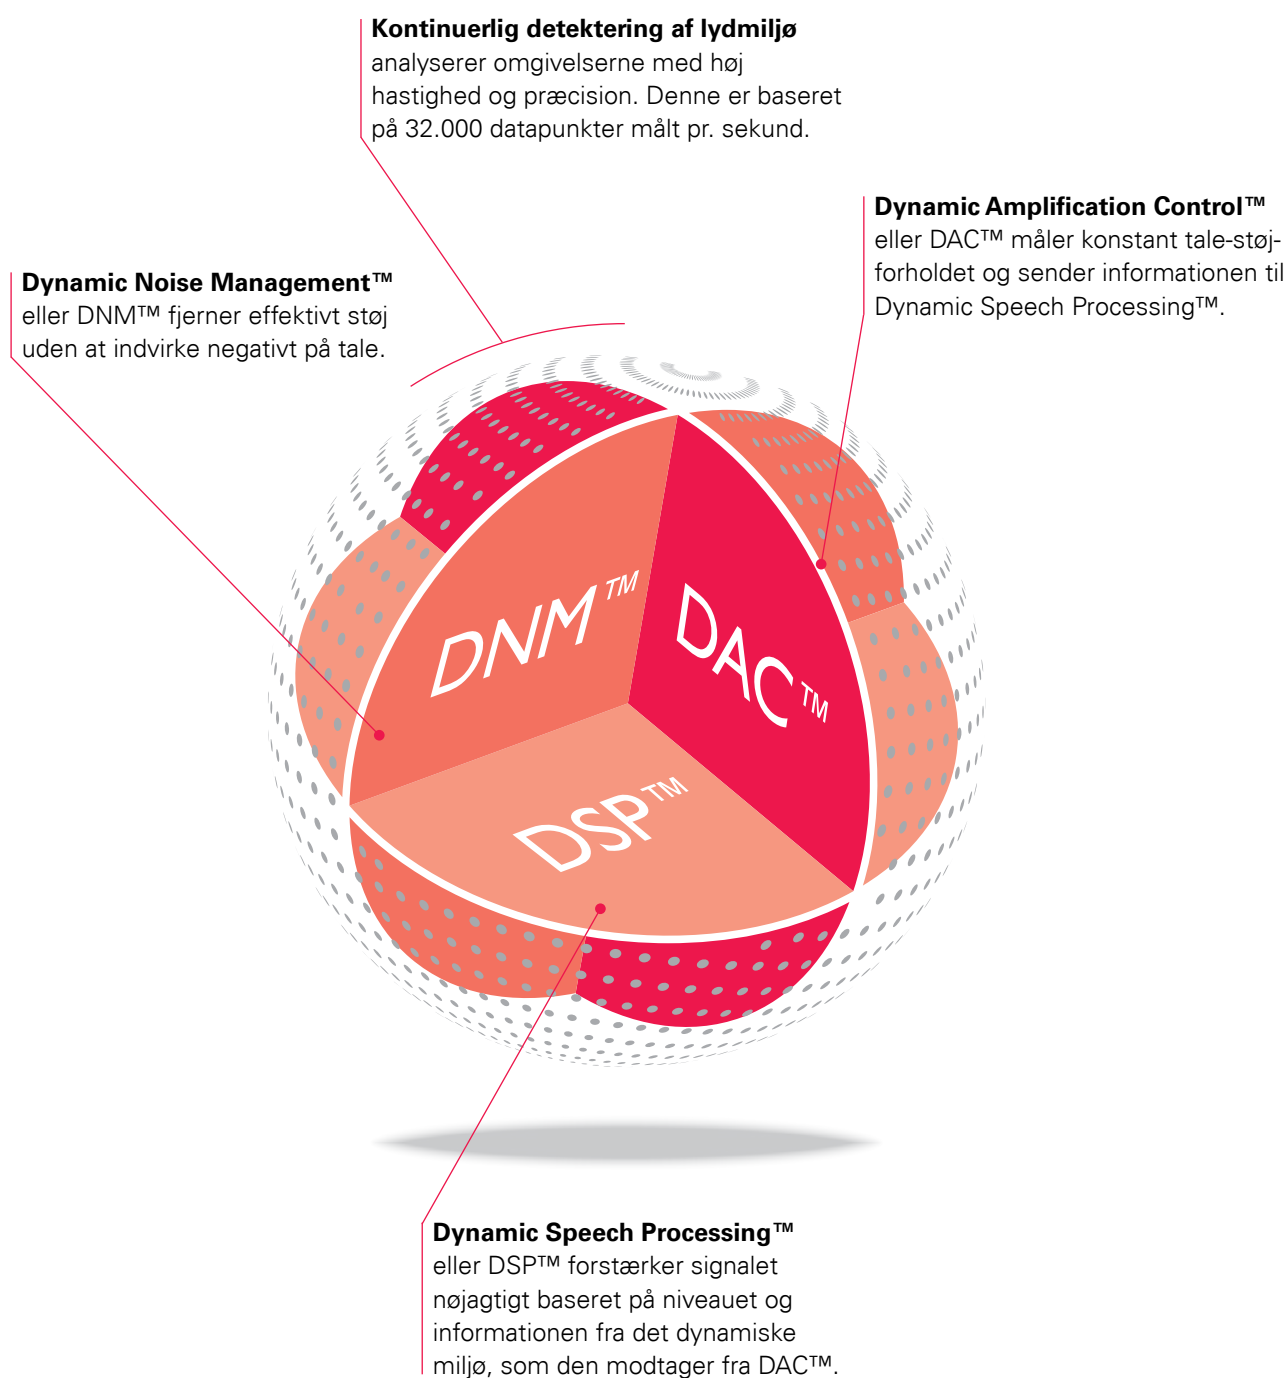 Kontinuerlig detektering af lydmiljø
analyserer omgivelserne med høj
hastighed og præcision. Denne er baseret
på 32.000 datapunkter målt pr. sekund.
Dynamic Amplification Control™
eller DAC™ måler konstant tale-støj-
forholdet og sender informationen til
Dynamic Speech Processing™.
Dynamic Noise Management™
eller DNM™ fjerner effektivt støj
uden at indvirke negativt på tale.
DNM™
DAC™
DSP™
Dynamic Speech Processing™
eller DSP™ forstærker signalet
nøjagtigt baseret på niveauet og
informationen fra det dynamiske
miljø, som den modtager fra DAC™.